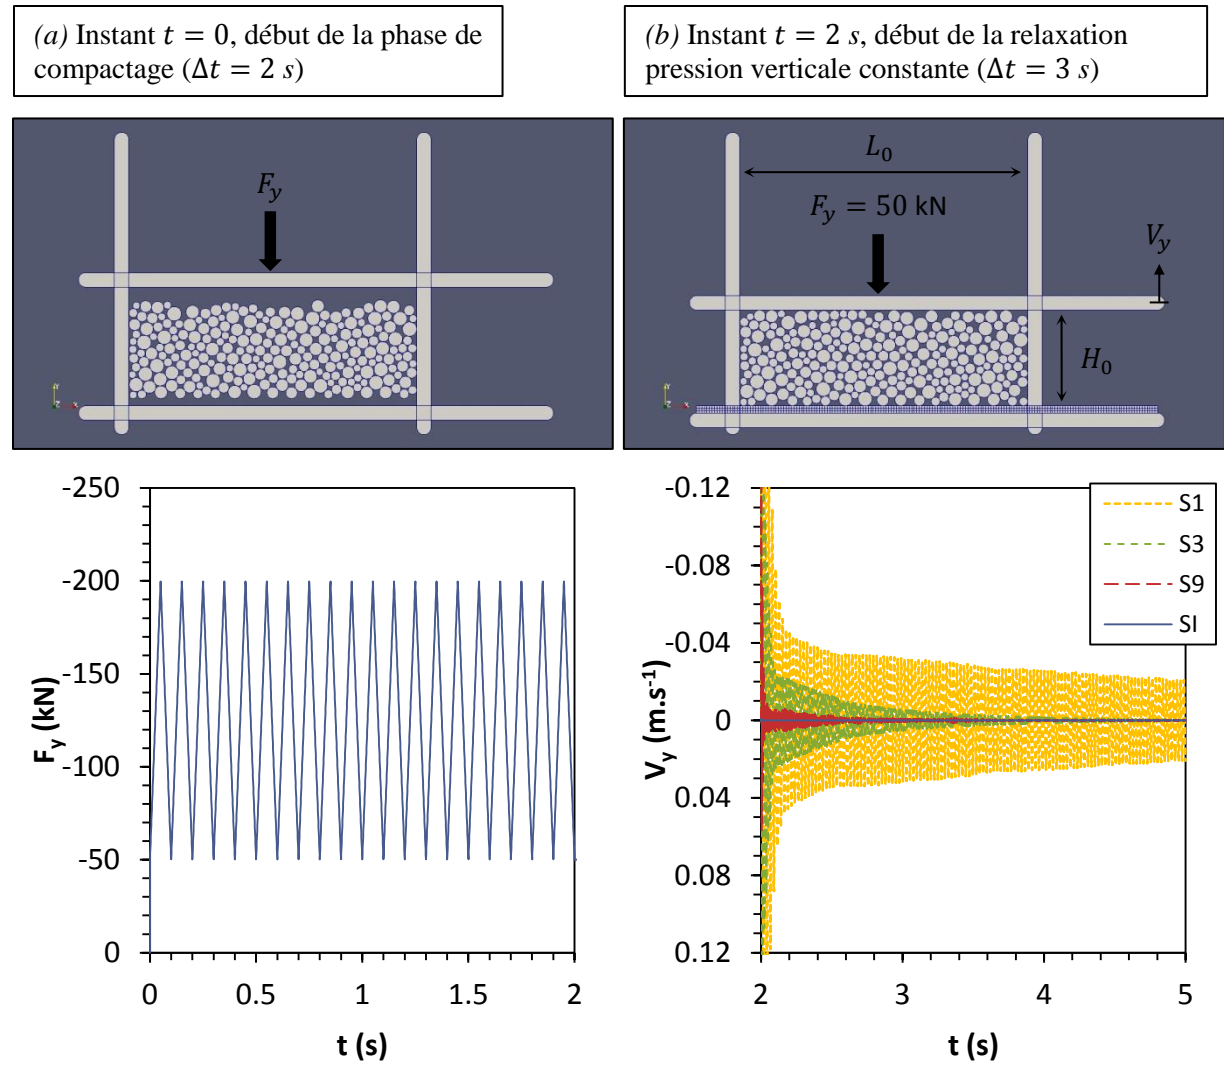 (a) Instant t = 0, début de la phase de
compactage (Δt = 2 s)
(b) Instant t = 2 s, début de la relaxation
pression verticale constante (Δt = 3 s)
F_y
L_0
F_y = 50 kN
V_y
H_0
-250
-200
-150
-100
-50
0
F_y (kN)
0
0.5
1
1.5
2
t (s)
-0.12
-0.08
-0.04
0
0.04
0.08
0.12
V_y (m.s⁻¹)
2
3
4
5
t (s)
S1
S3
S9
SI